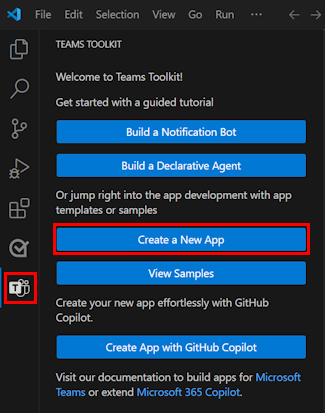 File Edit Selection View Go Run ···
TEAMS TOOLKIT
Welcome to Teams Toolkit!
Get started with a guided tutorial
Build a Notification Bot
Build a Declarative Agent
Or jump right into the app development with app
templates or samples
Create a New App
View Samples
Create your new app effortlessly with GitHub
Copilot.
Create App with GitHub Copilot
Visit our documentation to build apps for Microsoft
Teams or extend Microsoft 365 Copilot.